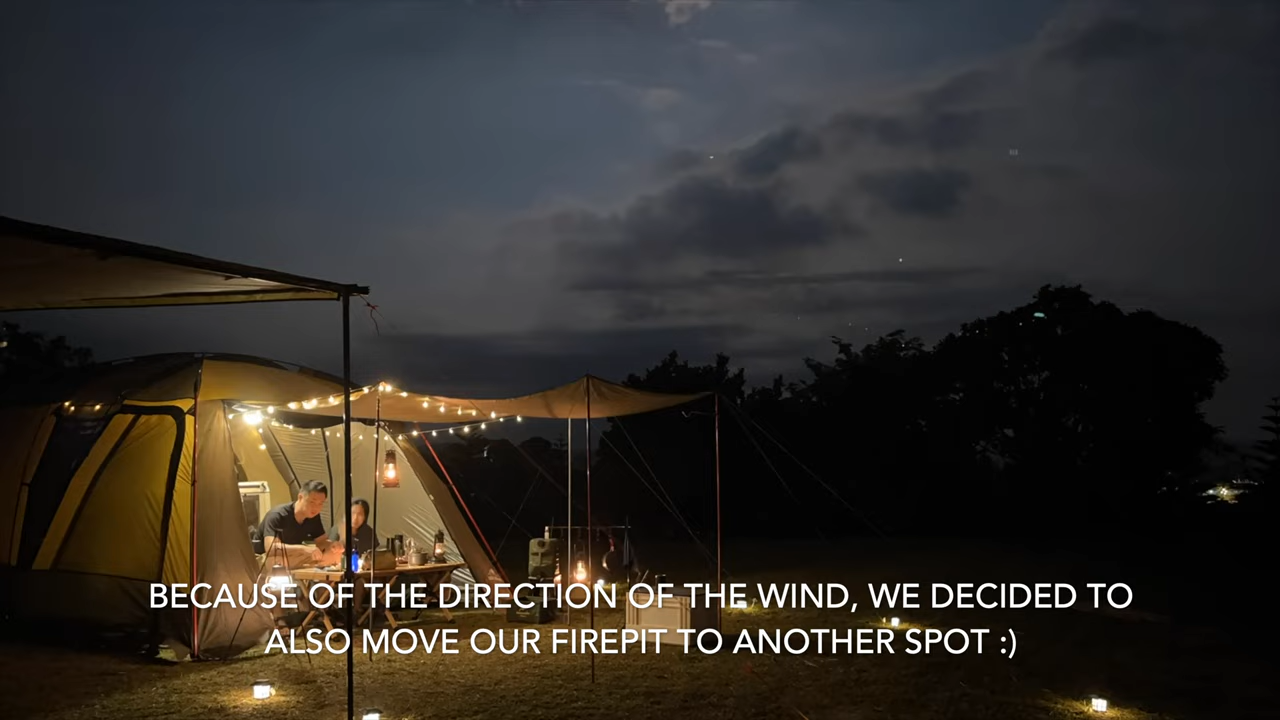 BECAUSE OF THE DIRECTION OF THE WIND, WE DECIDED TO
ALSO MOVE OUR FIREPIT TO ANOTHER SPOT :)